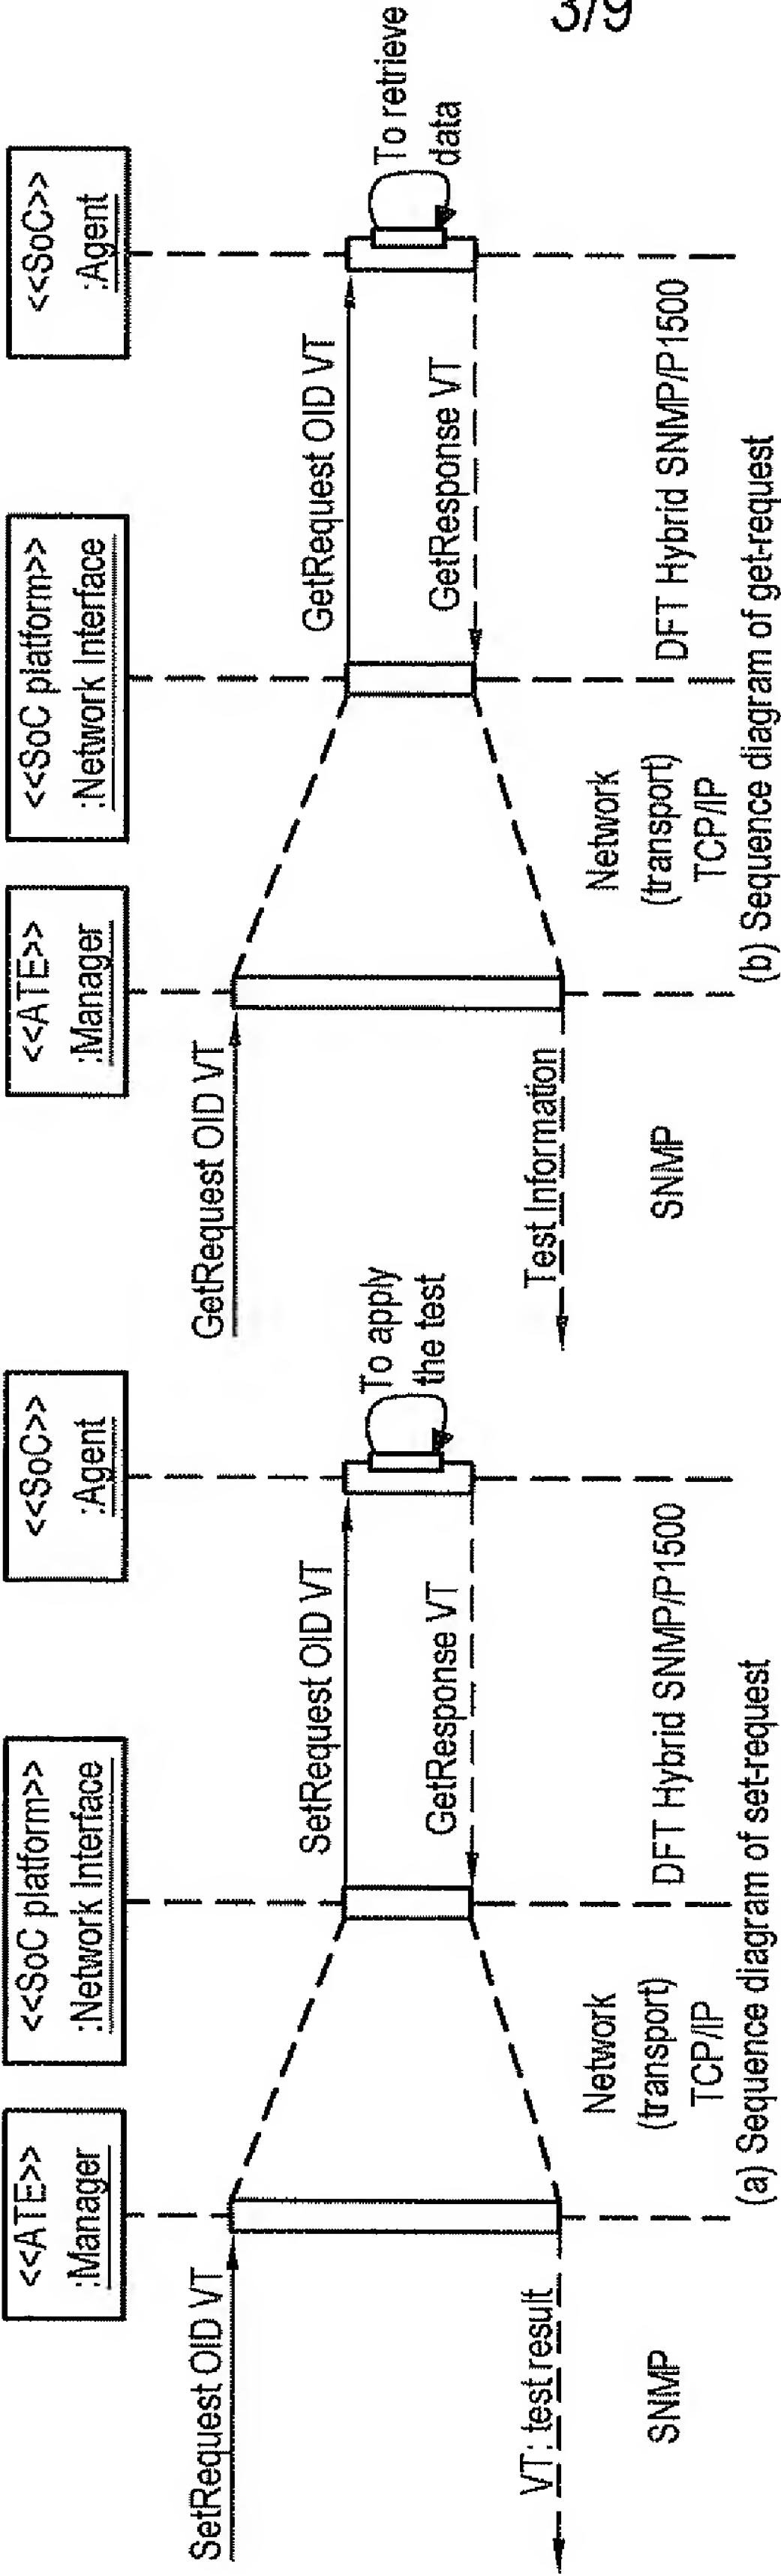 3/9
<<ATE>>
:Manager
<<SoC platform>>
:Network Interface
<<SoC>>
:Agent
SetRequest OID VT
SetRequest OID VT
To apply
the test
GetResponse VT
VT: test result
SNMP
Network
(transport)
TCP/IP
DFT Hybrid SNMP/P1500
(a) Sequence diagram of set-request
<<ATE>>
:Manager
<<SoC platform>>
:Network Interface
<<SoC>>
:Agent
GetRequest OID VT
GetRequest OID VT
To retrieve
data
GetResponse VT
Test Information
SNMP
Network
(transport)
TCP/IP
DFT Hybrid SNMP/P1500
(b) Sequence diagram of get-request